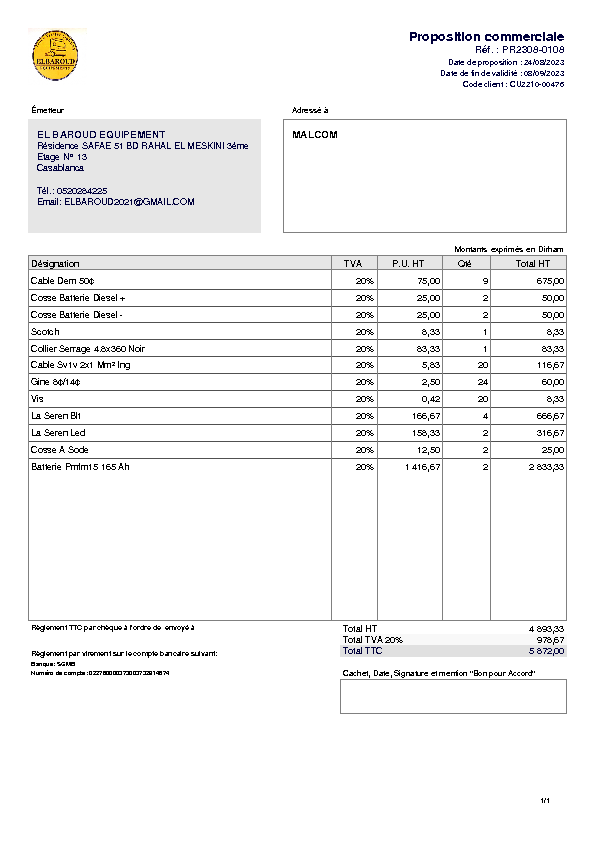 ELBAROUD
EQUIPEMENT
Proposition commerciale
Réf. : PR2308-0108
Date de proposition : 24/08/2023
Date de fin de validité : 08/09/2023
Code client : CU2210-00476
Émetteur
Adressé à
EL BAROUD EQUIPEMENT
Résidence SAFAE 51 BD RAHAL EL MESKINI 3éme
Etage N° 13
Casablanca
Tél.: 0520284225
Email: ELBAROUD2021@GMAIL.COM
MALCOM
Montants exprimés en Dirham
Désignation TVA P.U. HT Qté Total HT
Cable Dem 50¢ 20% 75,00 9 675,00
Cosse Batterie Diesel + 20% 25,00 2 50,00
Cosse Batterie Diesel - 20% 25,00 2 50,00
Scotch 20% 8,33 1 8,33
Collier Serrage 4.8x360 Noir 20% 83,33 1 83,33
Cable Sv1v 2x1 Mm² Ing 20% 5,83 20 116,67
Gine 8¢/14¢ 20% 2,50 24 60,00
Vis 20% 0,42 20 8,33
La Seren Blt 20% 166,67 4 666,67
La Seren Led 20% 158,33 2 316,67
Cosse A Sode 20% 12,50 2 25,00
Batterie Pmfm15 165 Ah 20% 1 416,67 2 2 833,33
Règlement TTC par chèque à l'ordre de envoyé à
Règlement par virement sur le compte bancaire suivant:
Banque: SGMB
Numéro de compte:
Total HT 4 893,33
Total TVA 20% 978,67
Total TTC 5 872,00
Cachet, Date, Signature et mention "Bon pour Accord"
1/1